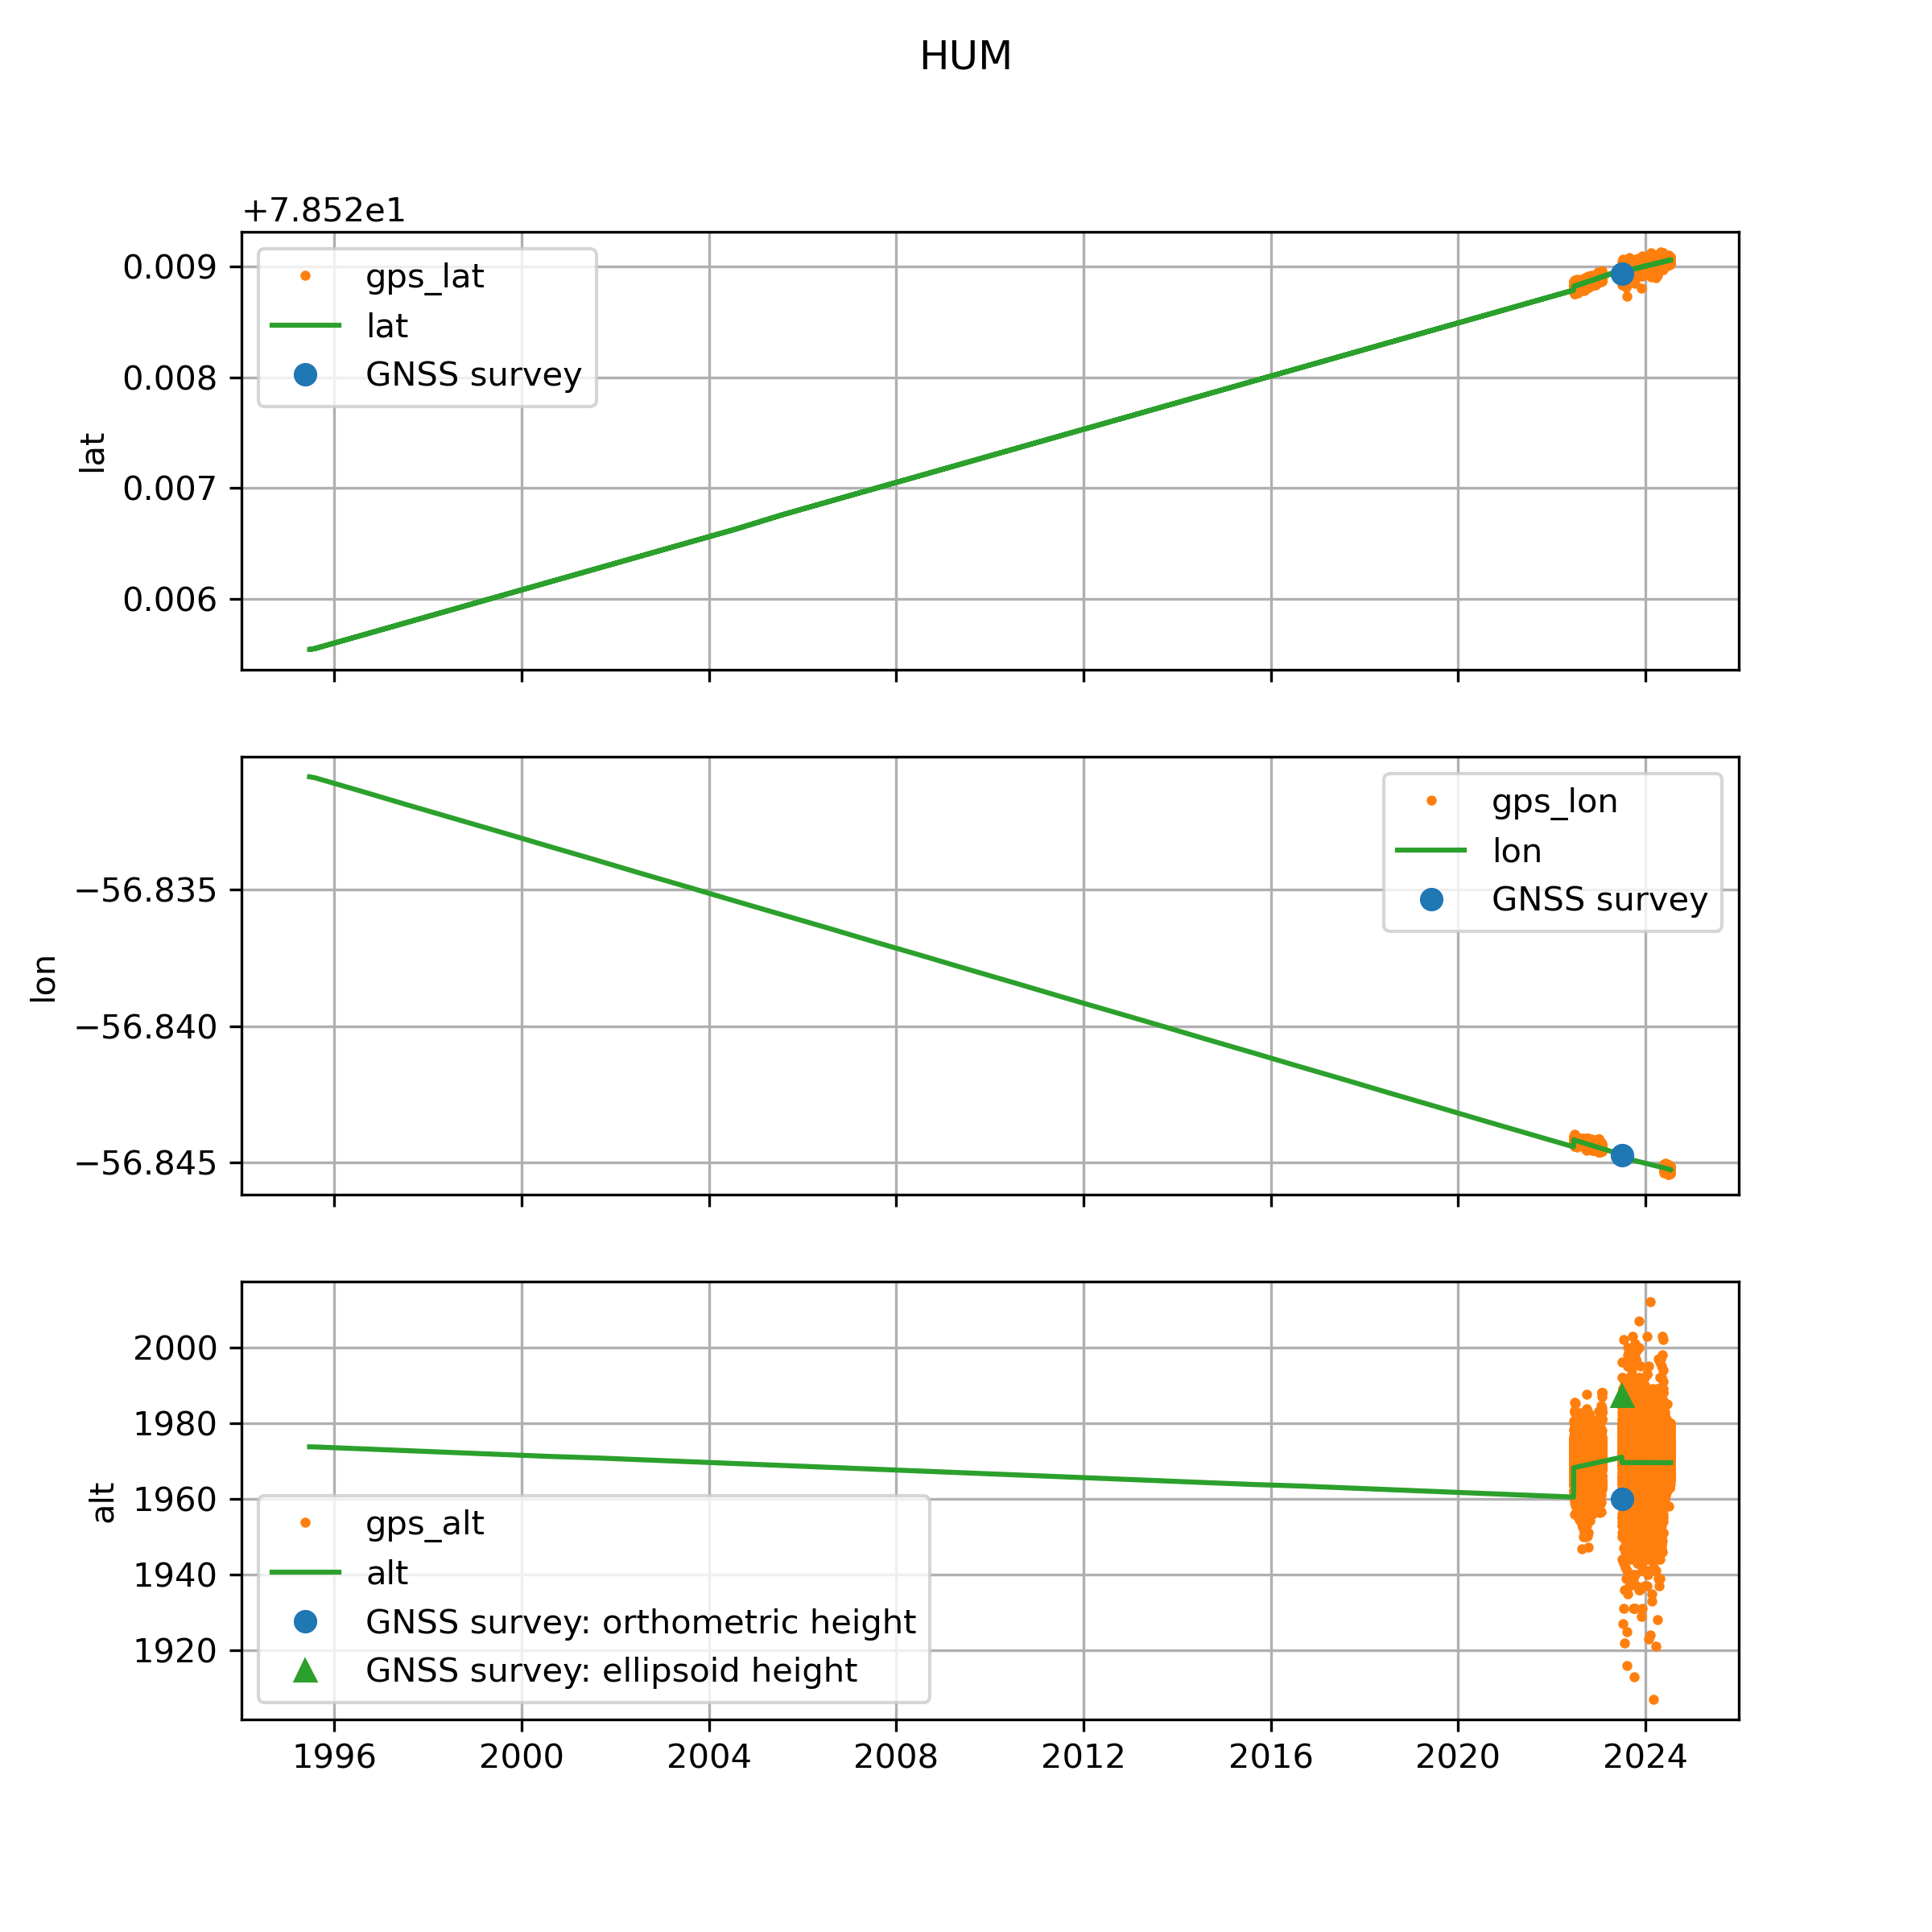 HUM
+7.852e1
0.009
0.008
0.007
0.006
lat
gps_lat
lat
GNSS survey
−56.835
−56.840
−56.845
lon
gps_lon
lon
GNSS survey
2000
1980
1960
1940
1920
alt
gps_alt
alt
GNSS survey: orthometric height
GNSS survey: ellipsoid height
1996 2000 2004 2008 2012 2016 2020 2024